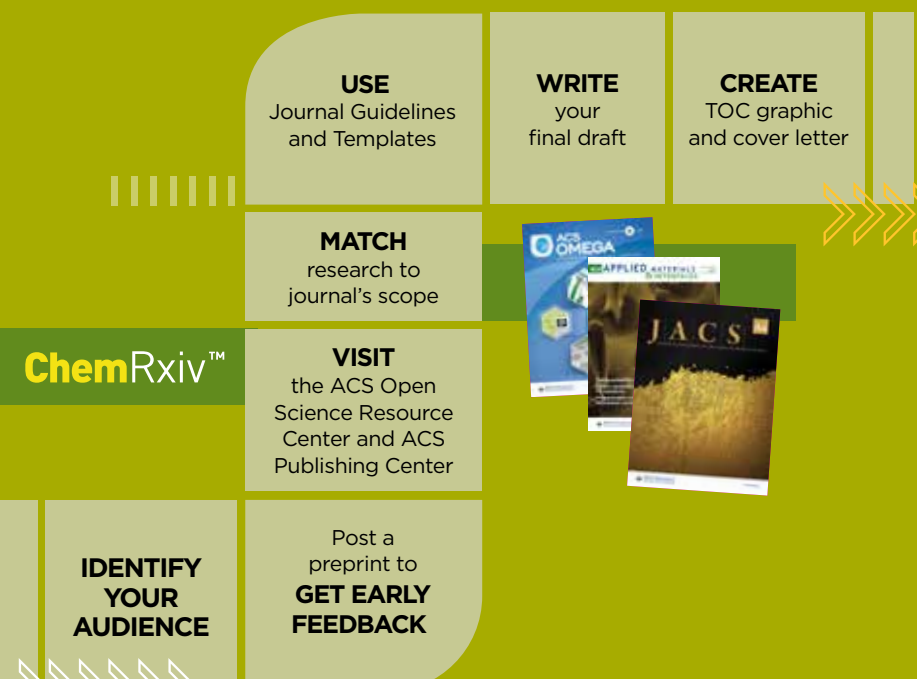 USE
Journal Guidelines
and Templates
WRITE
your
final draft
CREATE
TOC graphic
and cover letter
MATCH
research to
journal's scope
ACS
OMEGA
APPLIED MATERIALS
& INTERFACES
JACS
ChemRxiv™
VISIT
the ACS Open
Science Resource
Center and ACS
Publishing Center
IDENTIFY
YOUR
AUDIENCE
Post a
preprint to
GET EARLY
FEEDBACK